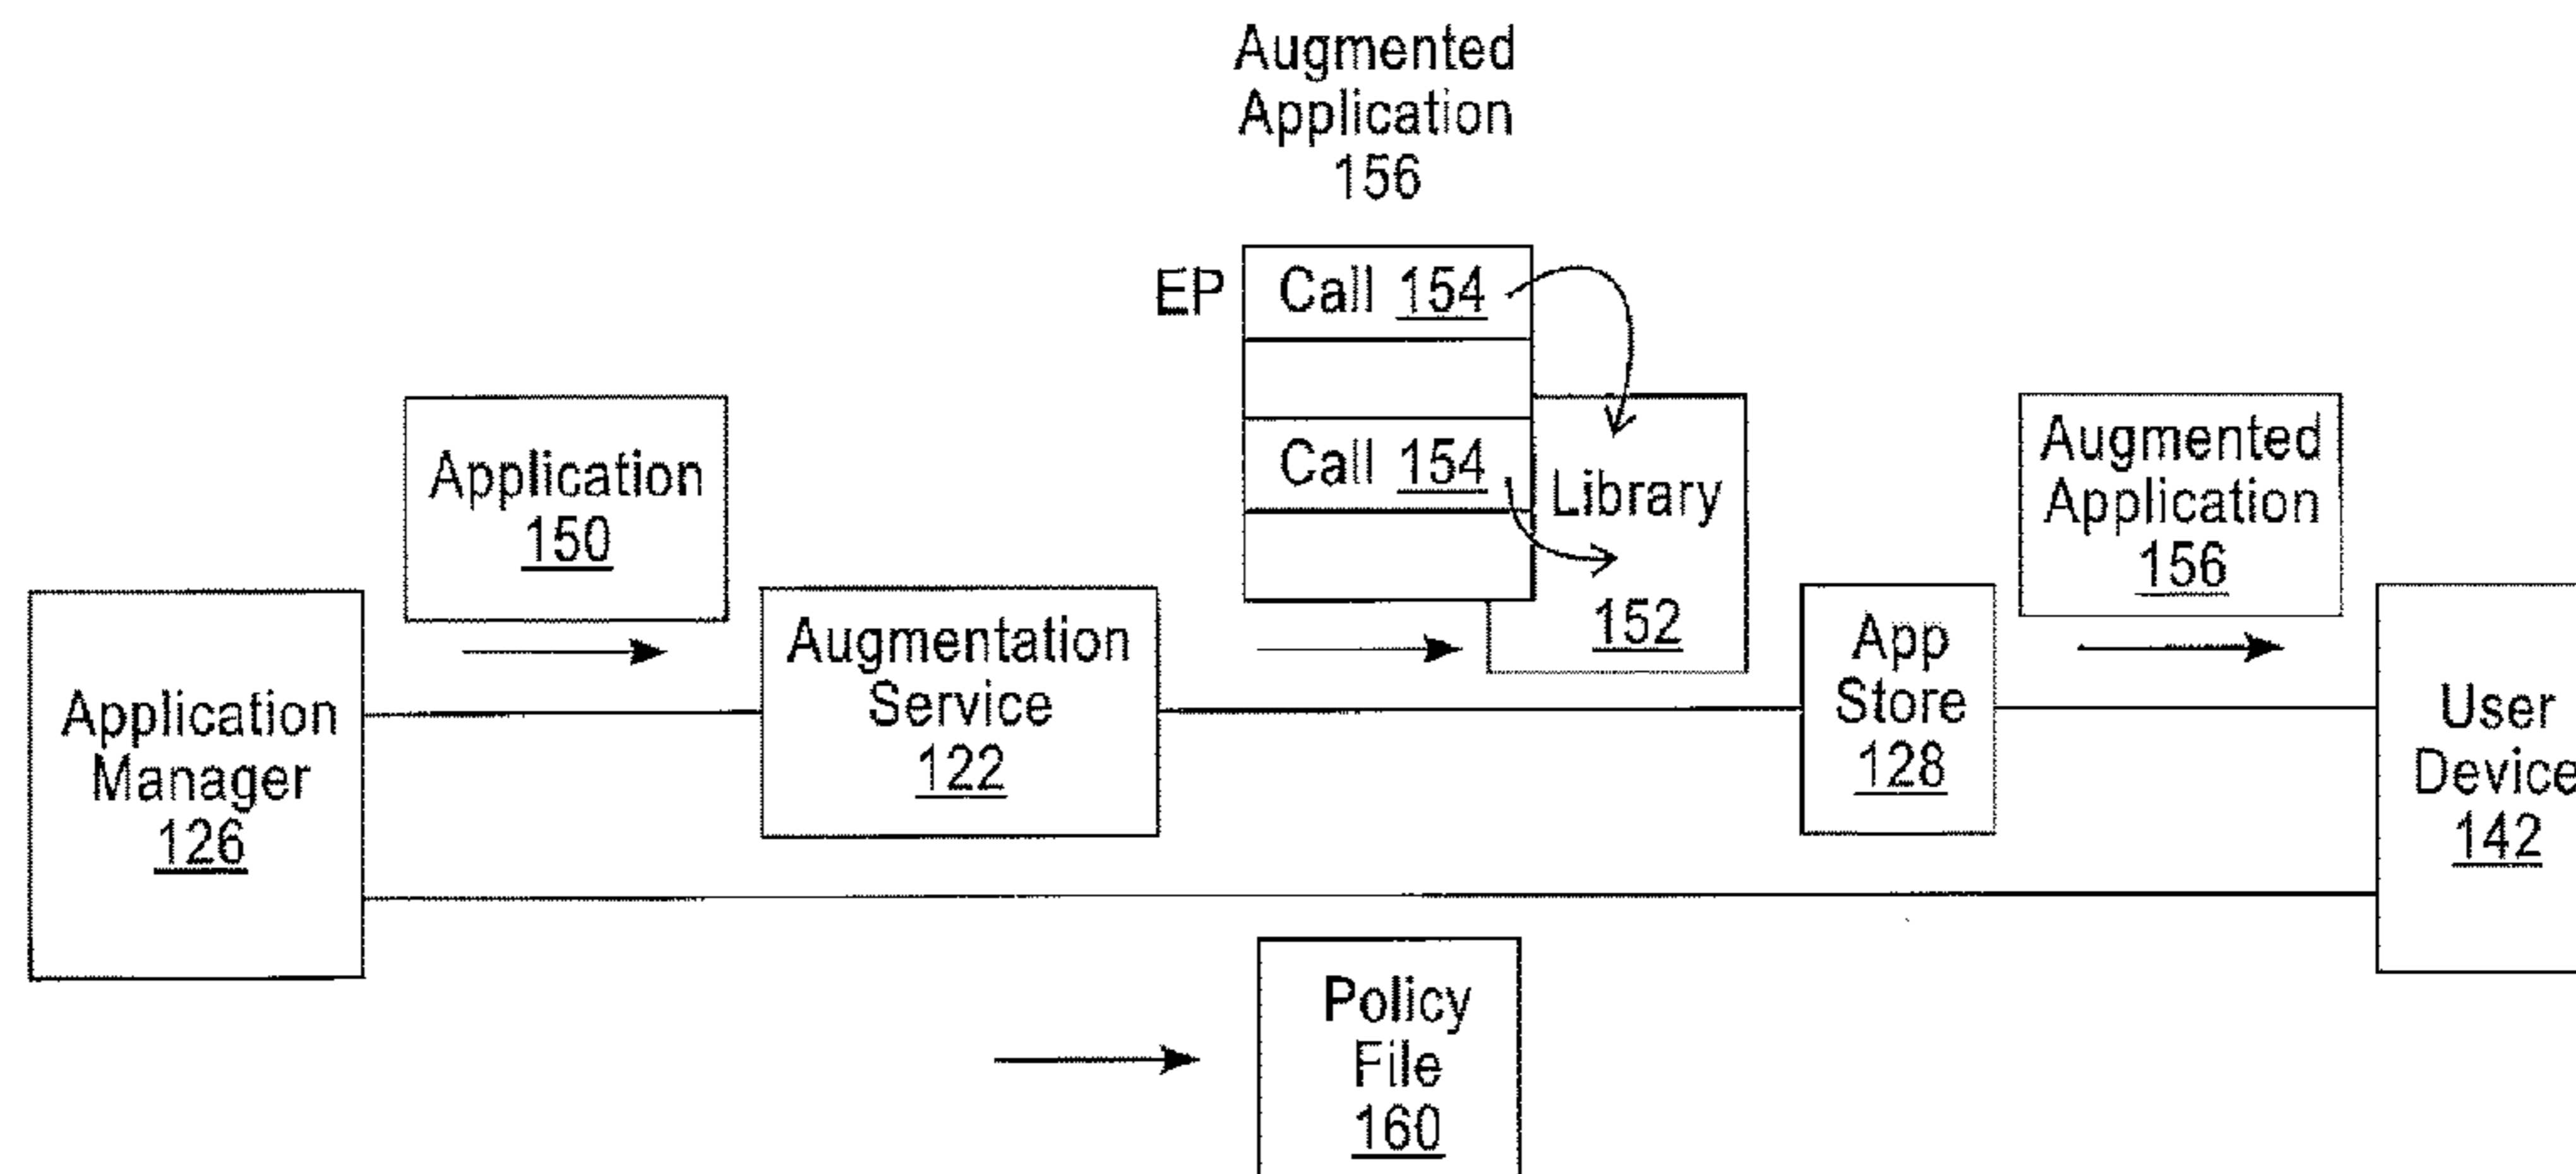 Augmented
Application
156
EP
Call 154
Call 154
Library
152
Application
150
Augmented
Application
156
Application
Manager
126
Augmentation
Service
122
App
Store
128
User
Device
142
Policy
File
160